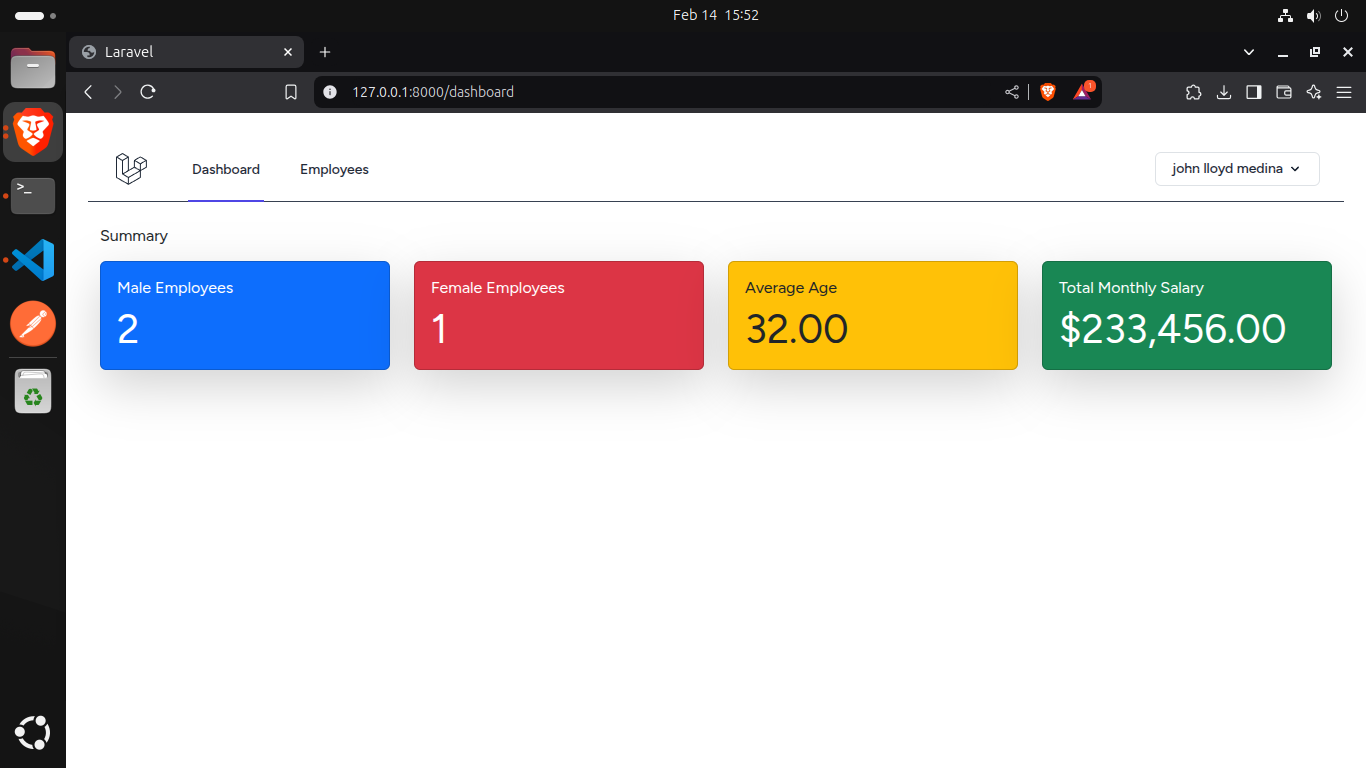 Feb 14 15:52
Laravel
127.0.0.1:8000/dashboard
1
>_
Dashboard Employees john lloyd medina
Summary
Male Employees
2
Female Employees
1
Average Age
32.00
Total Monthly Salary
$233,456.00